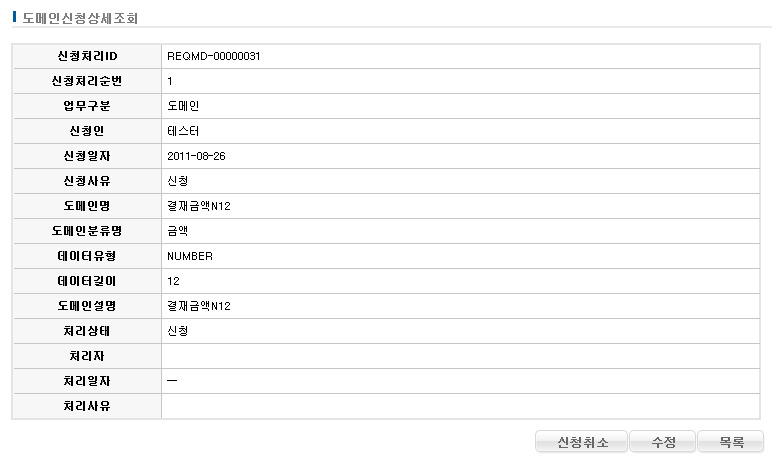 도메인신청상세조회
신청처리ID REQMD-00000031
신청처리순번 1
업무구분 도메인
신청인 테스터
신청일자 2011-08-26
신청사유 신청
도메인명 결재금액N12
도메인분류명 금액
데이터유형 NUMBER
데이터길이 12
도메인설명 결재금액N12
처리상태 신청
처리자
처리일자 --
처리사유
신청취소 수정 목록